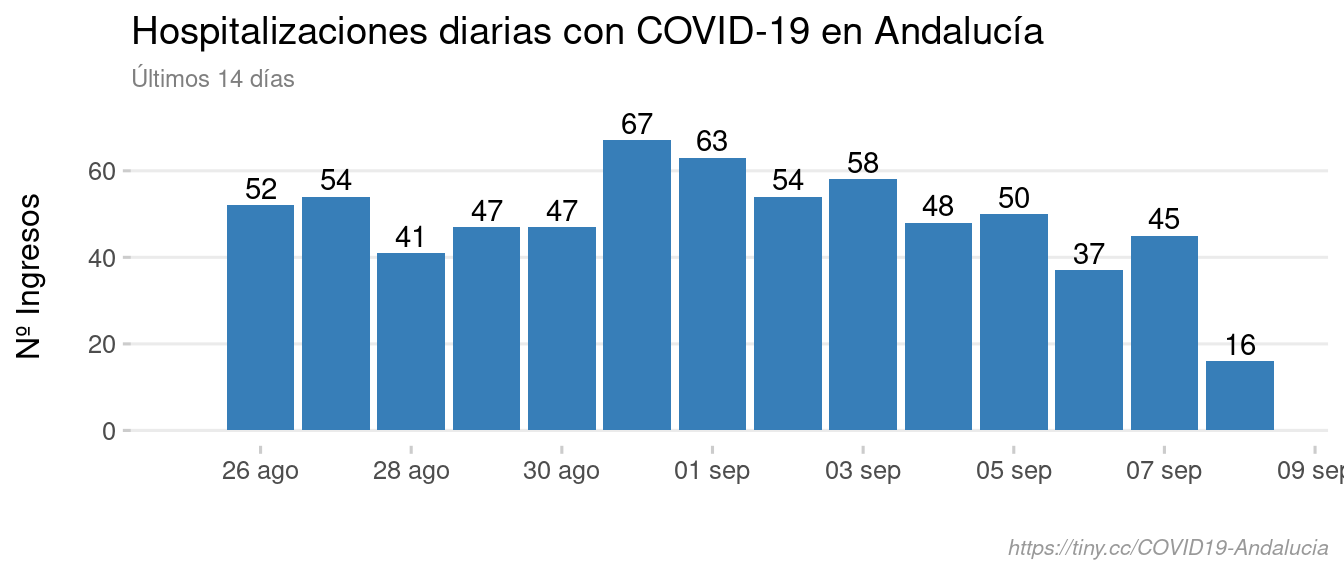 Hospitalizaciones diarias con COVID-19 en Andalucía
Últimos 14 días
Nº Ingresos
60
40
20
0
52
54
41
47
47
67
63
54
58
48
50
37
45
16
26 ago
28 ago
30 ago
01 sep
03 sep
05 sep
07 sep
09 sep
https://tiny.cc/COVID19-Andalucia